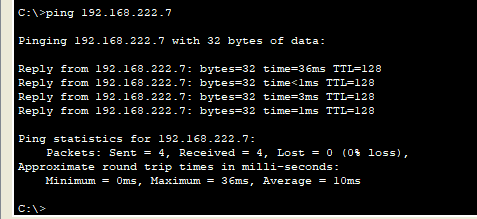 C:\>ping 192.168.222.7
Pinging 192.168.222.7 with 32 bytes of data:
Reply from 192.168.222.7: bytes=32 time=36ms TTL=128
Reply from 192.168.222.7: bytes=32 time<1ms TTL=128
Reply from 192.168.222.7: bytes=32 time=3ms TTL=128
Reply from 192.168.222.7: bytes=32 time=1ms TTL=128
Ping statistics for 192.168.222.7:
    Packets: Sent = 4, Received = 4, Lost = 0 (0% loss),
Approximate round trip times in milli-seconds:
    Minimum = 0ms, Maximum = 36ms, Average = 10ms
C:\>